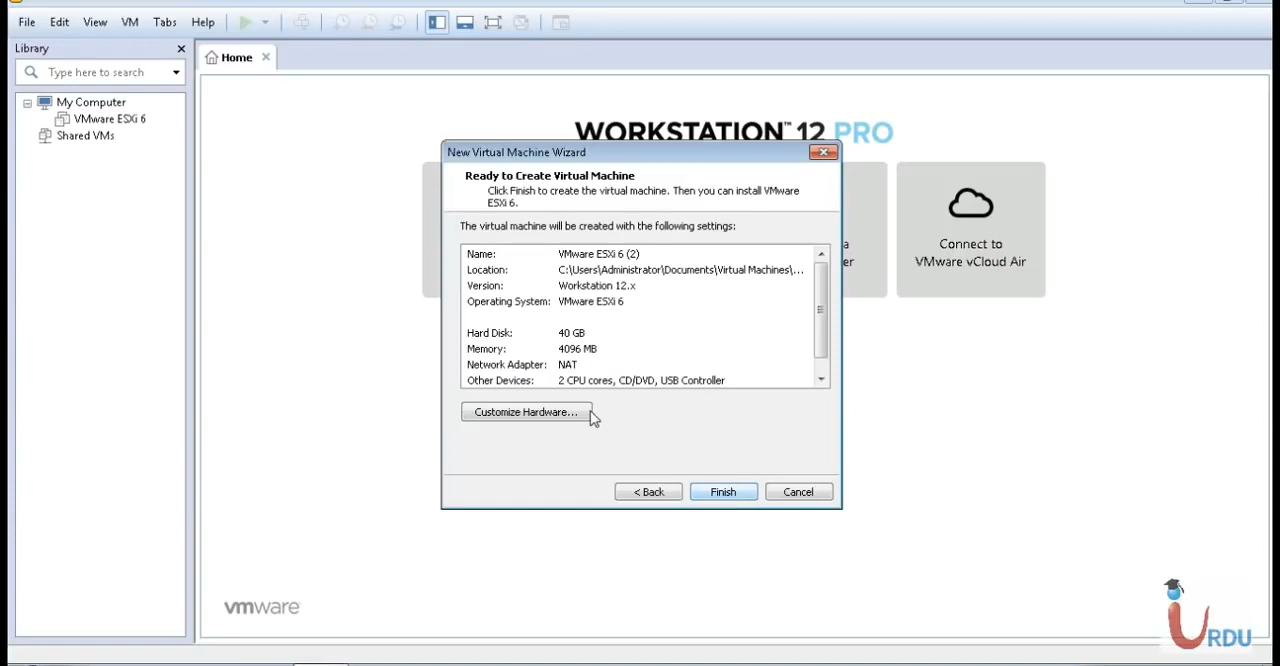 File Edit View VM Tabs Help
Library
Type here to search
My Computer
VMware ESXi 6
Shared VMs
Home
WORKSTATION™ 12 PRO
New Virtual Machine Wizard
Ready to Create Virtual Machine
Click Finish to create the virtual machine. Then you can install VMware
ESXi 6.
The virtual machine will be created with the following settings:
Name: VMware ESXi 6 (2)
Location: C:\Users\Administrator\Documents\Virtual Machines\...
Version: Workstation 12.x
Operating System: VMware ESXi 6
Hard Disk: 40 GB
Memory: 4096 MB
Network Adapter: NAT
Other Devices: 2 CPU cores, CD/DVD, USB Controller
Customize Hardware...
< Back Finish Cancel
a
er
Connect to
VMware vCloud Air
vmware
iURDU